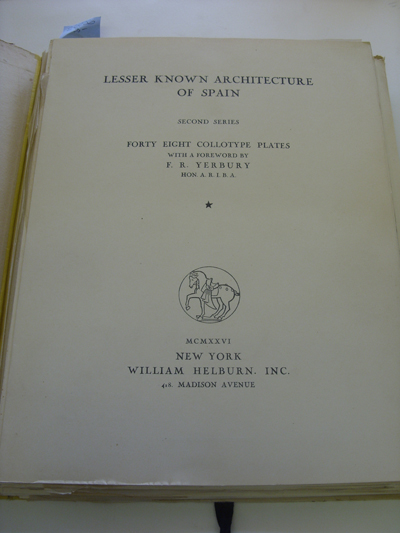 LESSER KNOWN ARCHITECTURE
OF SPAIN
SECOND SERIES
FORTY EIGHT COLLOTYPE PLATES
WITH A FOREWORD BY
F. R. YERBURY
HON. A. R. I. B. A.
MCMXXVI
NEW YORK
WILLIAM HELBURN, INC.
418, MADISON AVENUE